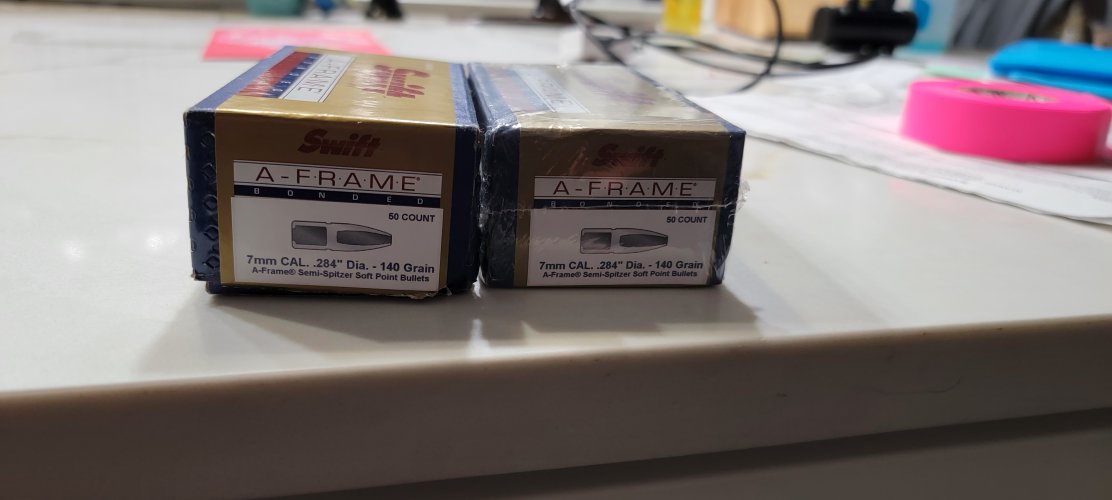 A-FRAME
Swift
A-F·R·A·M·E®
BONDED
50 COUNT
7mm CAL. .284" Dia. - 140 Grain
A-Frame® Semi-Spitzer Soft Point Bullets
Swift
A-F·R·A·M·E®
BONDED
50 COUNT
7mm CAL. .284" Dia. - 140 Grain
A-Frame® Semi-Spitzer Soft Point Bullets